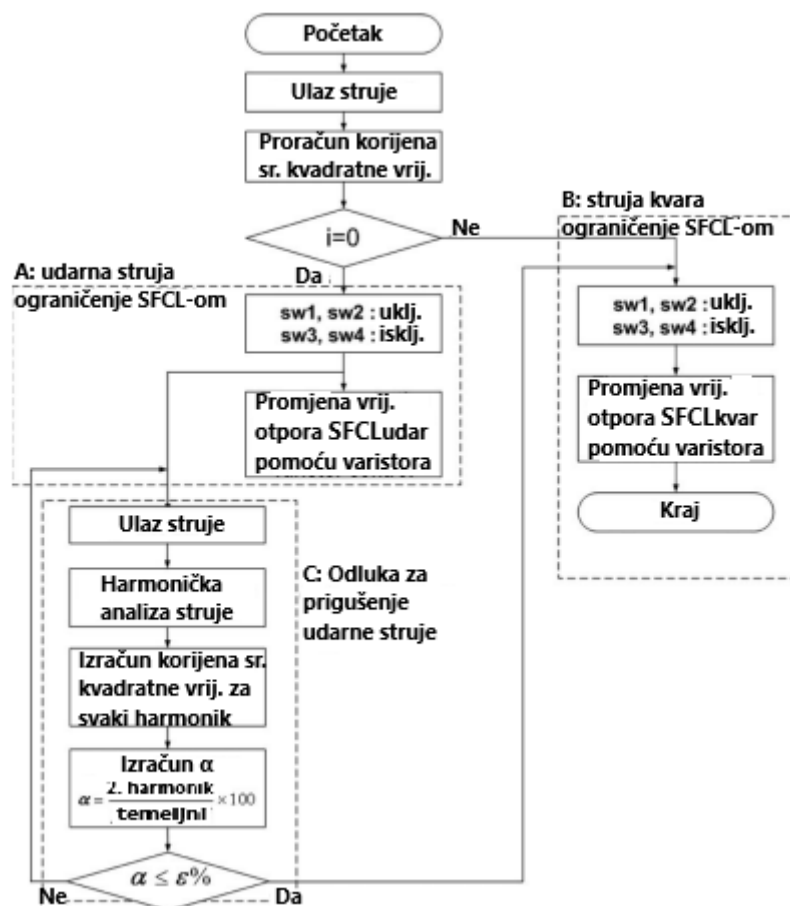 Početak
Ulaz struje
Proračun korijena
sr. kvadratne vrij.
i=0
Ne
Da
A: udarna struja
ograničenje SFCL-om
sw1, sw2 : uklj.
sw3, sw4 : isklj.
Promjena vrij.
otpora SFCLudar
pomoću varistora
B: struja kvara
ograničenje SFCL-om
sw1, sw2 : uklj.
sw3, sw4 : isklj.
Promjena vrij.
otpora SFCLkvar
pomoću varistora
Kraj
Ulaz struje
Harmonička
analiza struje
Izračun korijena sr.
kvadratne vrij. za
svaki harmonik
Izračun α
α = 2. harmonik / temeljni × 100
α ≤ ε%
Ne
Da
C: Odluka za
prigušenje
udarne struje